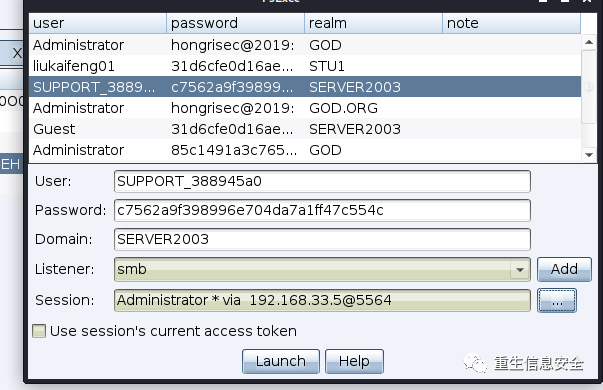 user password realm note
Administrator hongrisec@2019: GOD
liukaifeng01 31d6cfe0d16ae... STU1
SUPPORT_3889... c7562a9f39899... SERVER2003
Administrator hongrisec@2019: GOD.ORG
Guest 31d6cfe0d16ae... SERVER2003
Administrator 85c1491a3c765... GOD
X
EH
User: SUPPORT_388945a0
Password: c7562a9f398996e704da7a1ff47c554c
Domain: SERVER2003
Listener: smb Add
Session: Administrator * via 192.168.33.5@5564 ...
Use session's current access token
Launch Help
重生信息安全